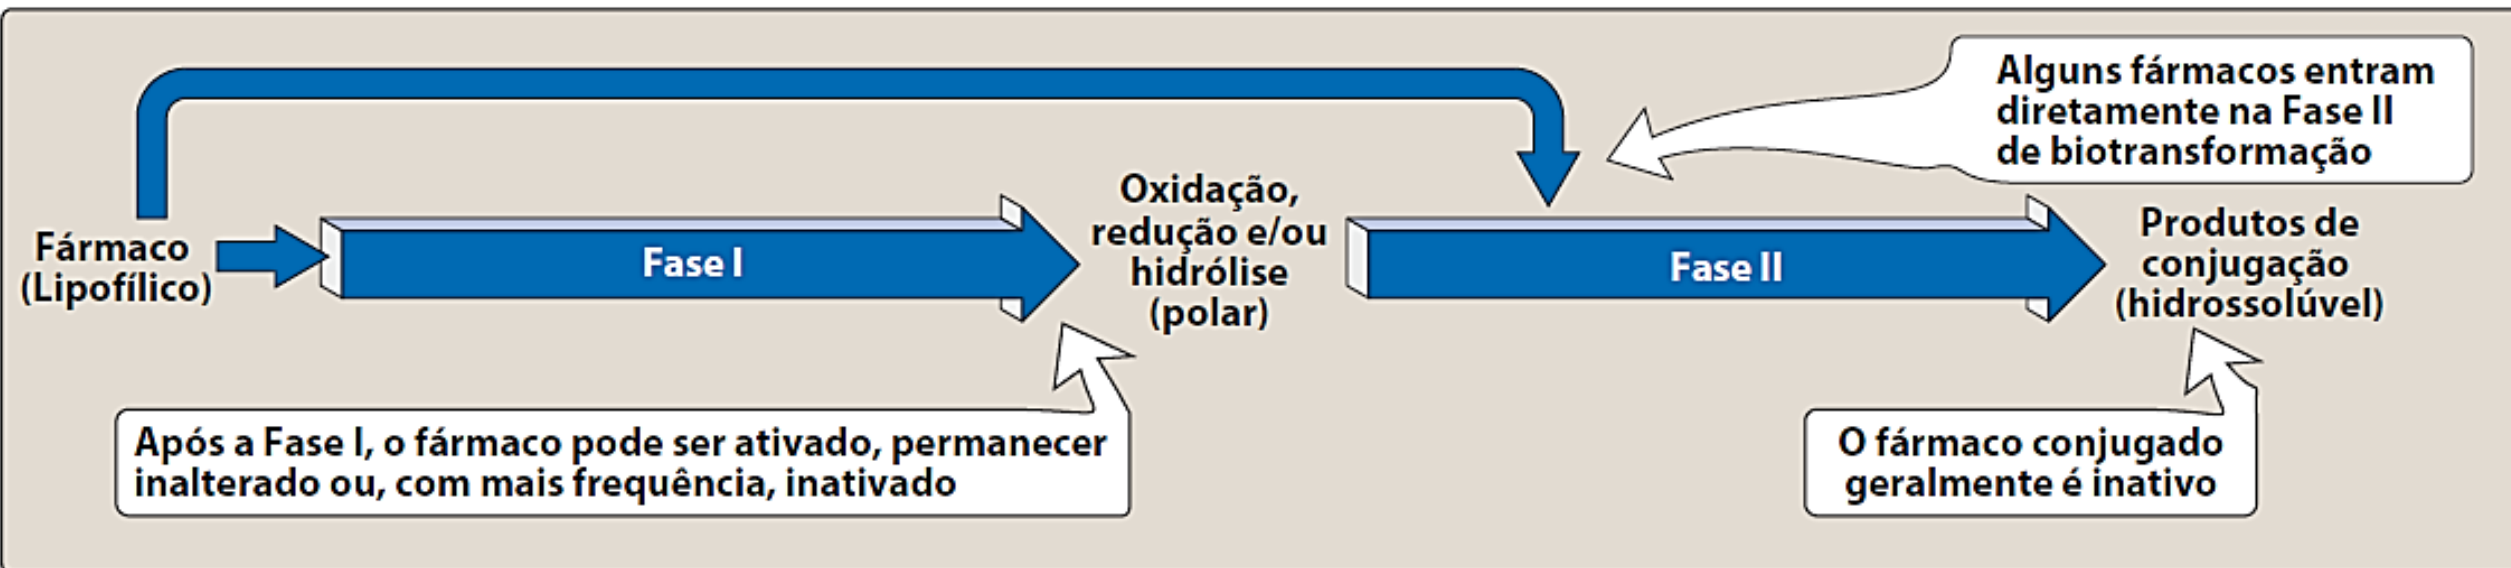 Alguns fármacos entram
diretamente na Fase II
de biotransformação
Fármaco
(Lipofílico)
Fase I
Oxidação,
redução e/ou
hidrólise
(polar)
Fase II
Produtos de
conjugação
(hidrossolúvel)
Após a Fase I, o fármaco pode ser ativado, permanecer
inalterado ou, com mais frequência, inativado
O fármaco conjugado
geralmente é inativo